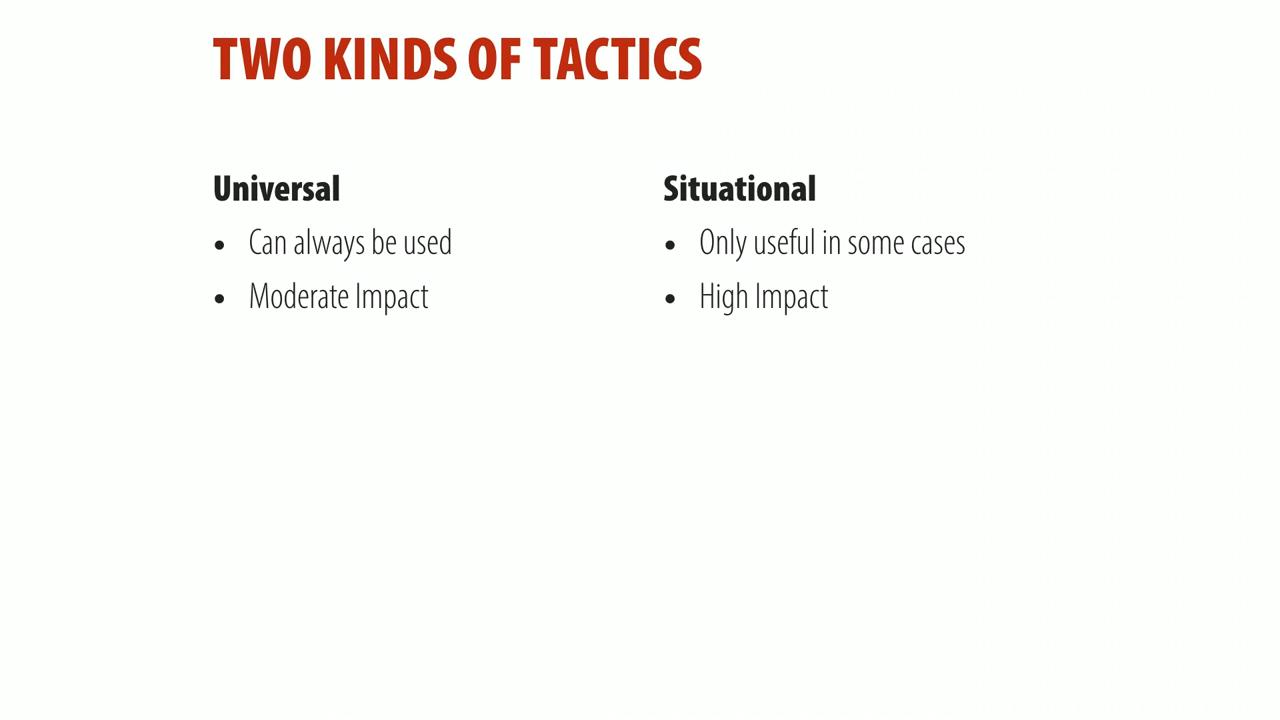 TWO KINDS OF TACTICS
Universal
• Can always be used
• Moderate Impact
Situational
• Only useful in some cases
• High Impact